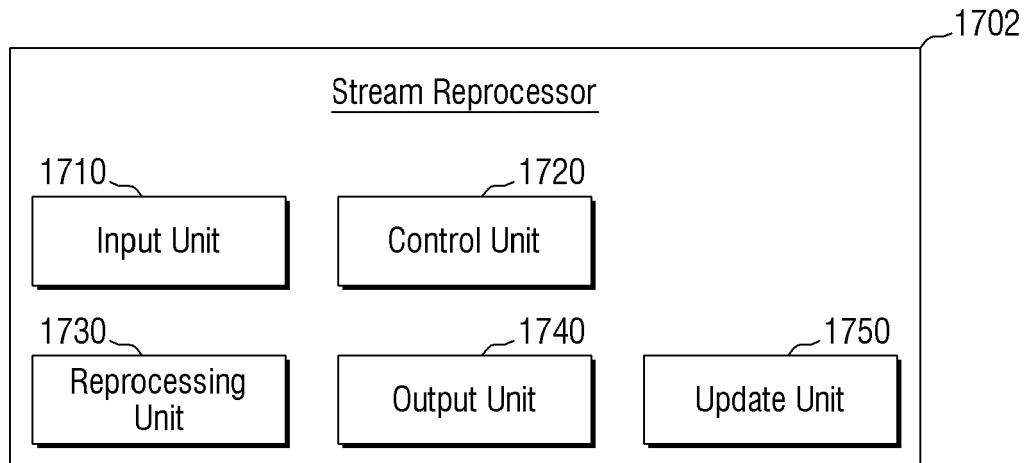 1702
Stream Reprocessor
1710
1720
Input Unit
Control Unit
1730
1740
1750
Reprocessing
Unit
Output Unit
Update Unit